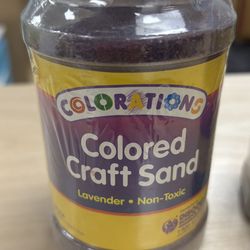 COLORATIONS
Colored
Craft Sand
Lavender • Non-Toxic